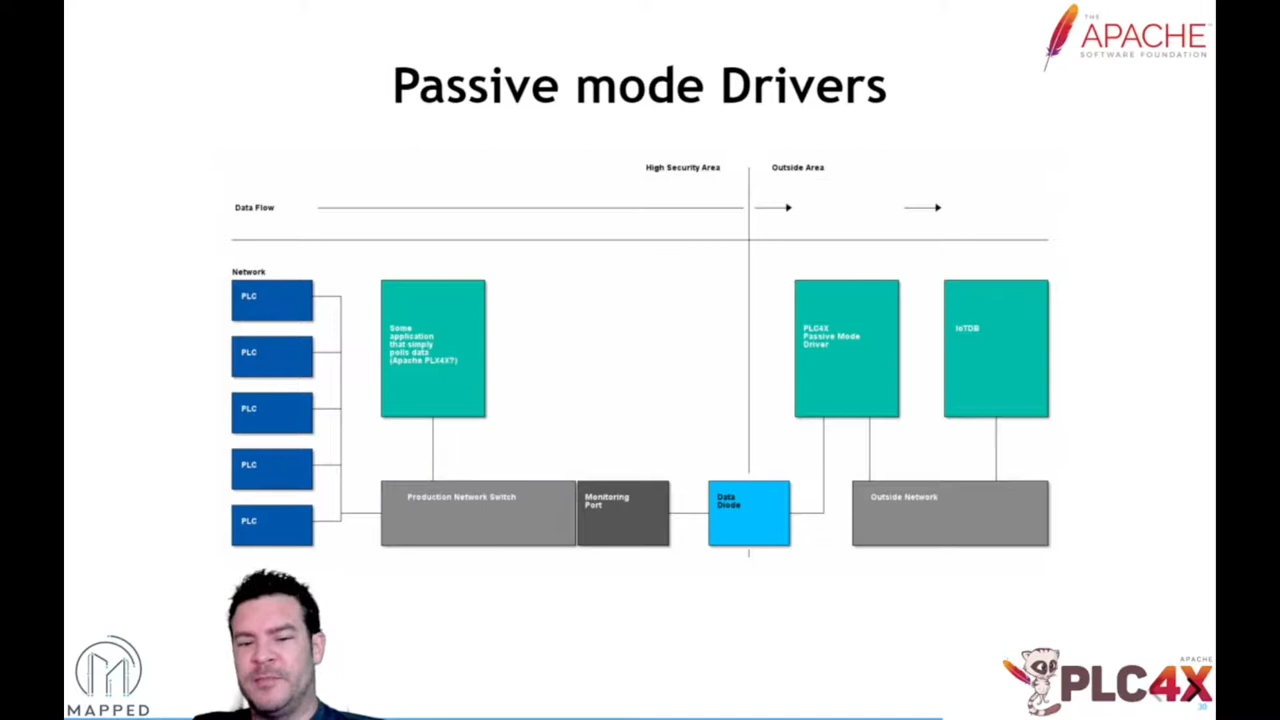 THE
APACHE
SOFTWARE FOUNDATION
Passive mode Drivers
High Security Area
Outside Area
Data Flow
Network
PLC
PLC
PLC
PLC
PLC
Some
application
that simply
polls data
(Apache PLX4X?)
PLC4X
Passive Mode
Driver
IoTDB
Production Network Switch
Monitoring
Port
Data
Diode
Outside Network
MAPPED
APACHE
PLC4X
30